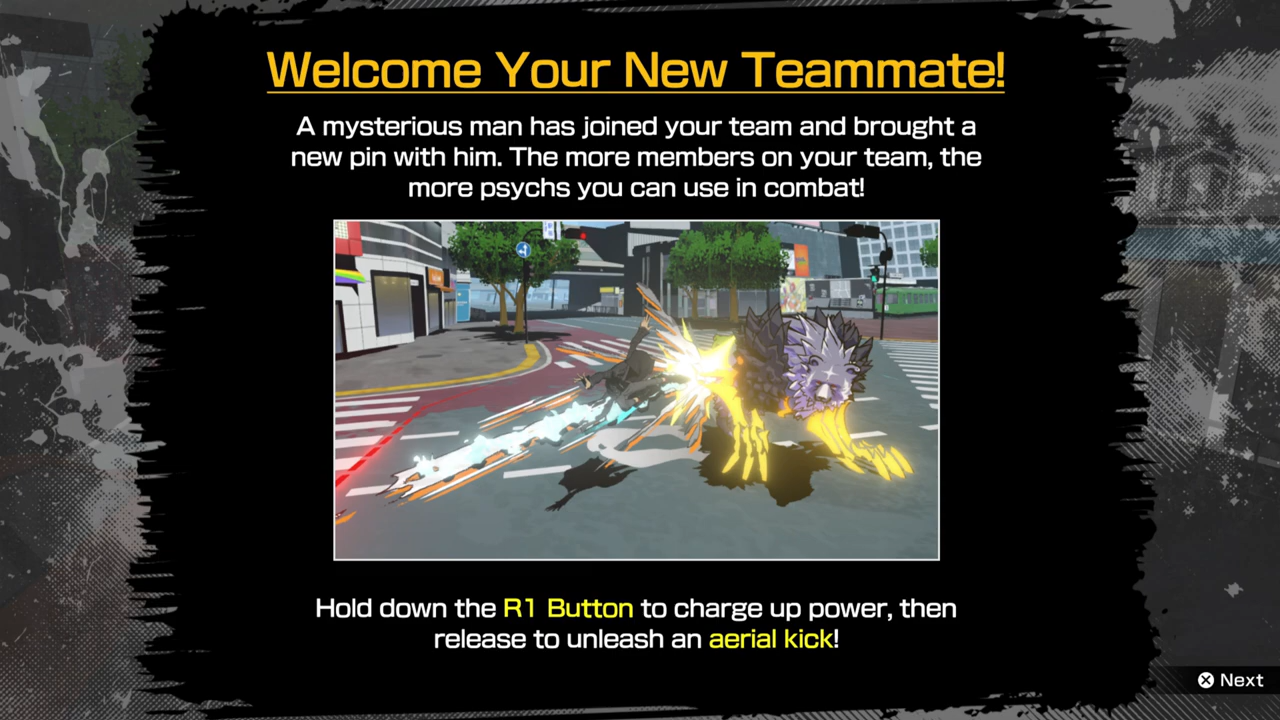 Welcome Your New Teammate!
A mysterious man has joined your team and brought a
new pin with him. The more members on your team, the
more psychs you can use in combat!
Hold down the R1 Button to charge up power, then
release to unleash an aerial kick!
Next